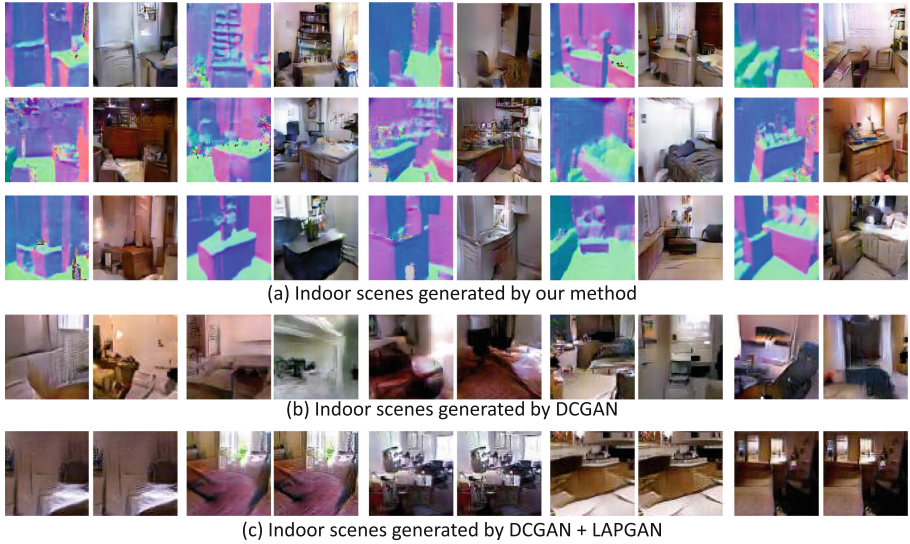 (a) Indoor scenes generated by our method
(b) Indoor scenes generated by DCGAN
(c) Indoor scenes generated by DCGAN + LAPGAN